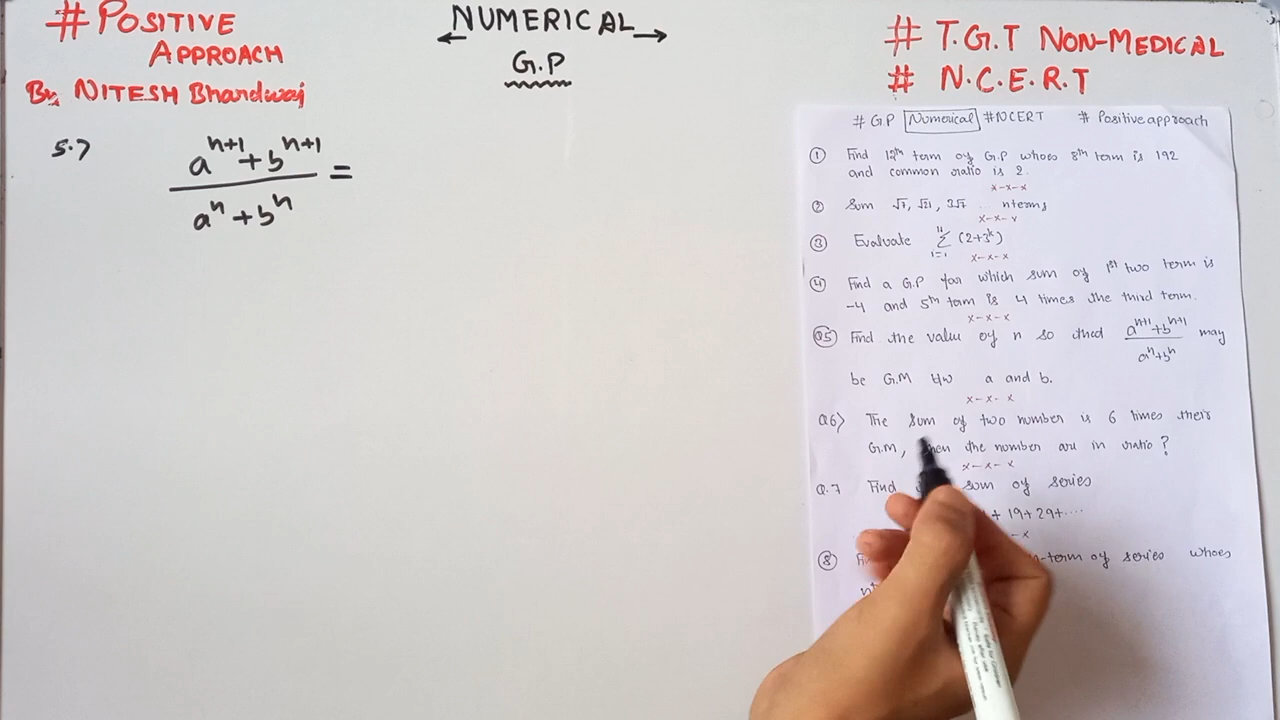 # POSITIVE
APPROACH
By NITESH Bhardwaj
NUMERICAL
G.P
# T.G.T NON-MEDICAL
# N.C.E.R.T
5.7
a^{n+1}+b^{n+1}
=
a^n+b^n
# GP Numerical #NCERT # Positive approach
① Find 12th term of G.P whoes 8th term is 192
and common ratio is 2.
x-x-x
② Sum √7, √21, 3√7 nterms
x-x-x
③ Evaluate Σ (2+3^k)
x-x-x
④ Find a G.P for which sum of 1st two term is
-4 and 5th term is 4 times the third term.
x-x-x
Q5 Find the value of n so that a^{n+1}+b^{n+1} may
a^n+b^n
be G.M b/w a and b.
x-x-x
Q6) The sum of two number is 6 times their
G.M, then the number are in ratio?
x-x-x
Q.7 Find sum of series
+ 19+29+....
-x
⑧ -term of series whoes